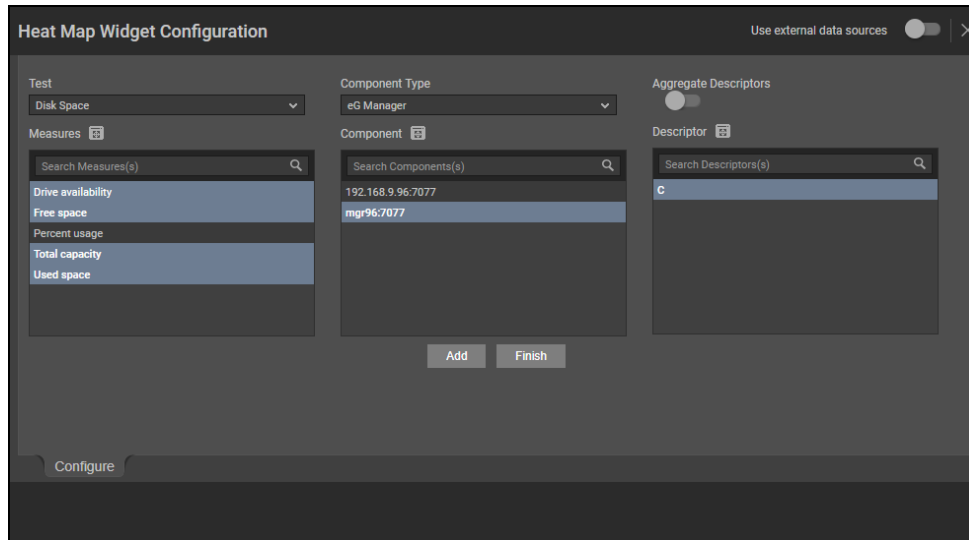 Heat Map Widget Configuration
Use external data sources
Test
Disk Space
Measures
Search Measures(s)
Drive availability
Free space
Percent usage
Total capacity
Used space
Component Type
eG Manager
Component
Search Components(s)
192.168.9.96:7077
mgr96:7077
Aggregate Descriptors
Descriptor
Search Descriptors(s)
C
Add
Finish
Configure